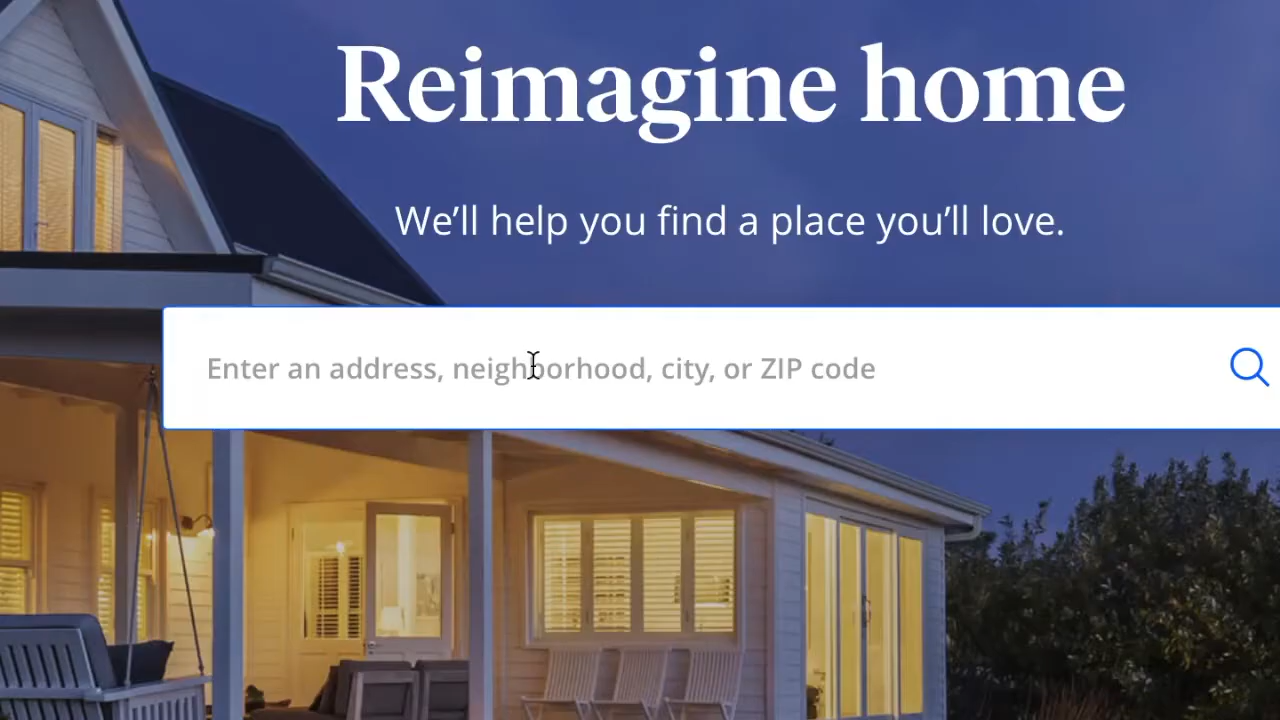 Reimagine home
We’ll help you find a place you’ll love.
Enter an address, neighborhood, city, or ZIP code